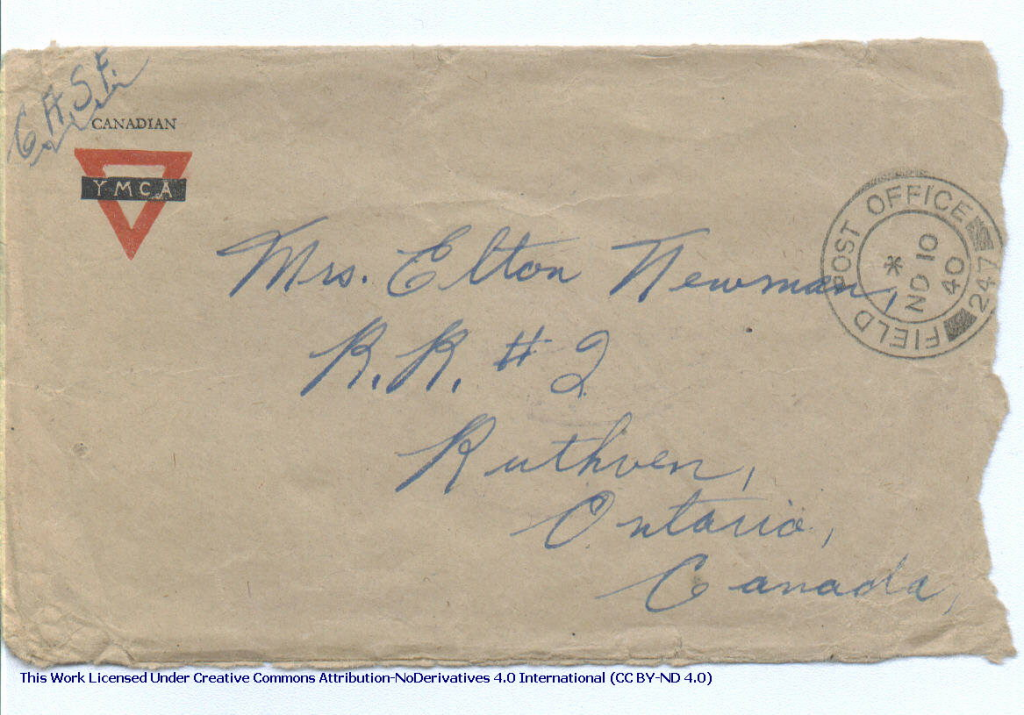 C.A.S.F.
CANADIAN
YMCA
FIELD POST OFFICE 247
*
NO 10
40
Mrs. Elton Newman,
R.R. # 2
Ruthven,
Ontario,
Canada,
This Work Licensed Under Creative Commons Attribution-NoDerivatives 4.0 International (CC BY-ND 4.0)